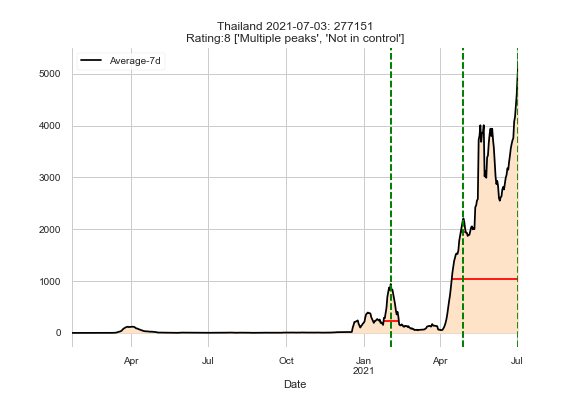 Thailand 2021-07-03: 277151
Rating:8 ['Multiple peaks', 'Not in control']
Average-7d
5000
4000
3000
2000
1000
0
Apr
Jul
Oct
Jan
2021
Apr
Jul
Date